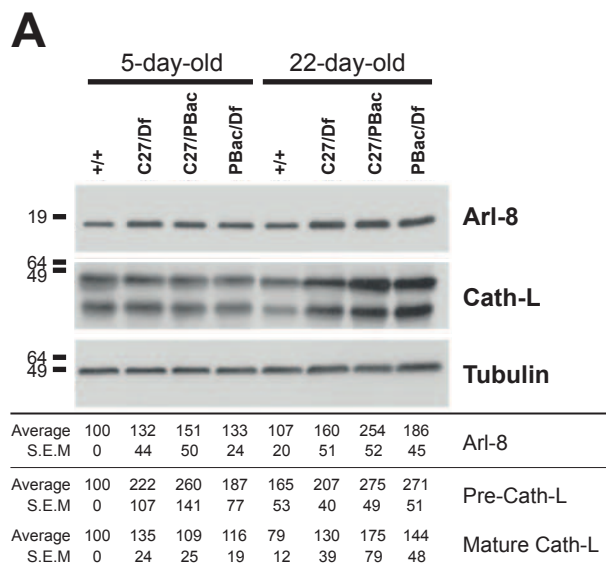 A
5-day-old 22-day-old
+/+ C27/Df C27/PBac PBac/Df +/+ C27/Df C27/PBac PBac/Df
19 Arl-8
64
49 Cath-L
64
49 Tubulin
Average 100 132 151 133 107 160 254 186 Arl-8
S.E.M 0 44 50 24 20 51 52 45
Average 100 222 260 187 165 207 275 271 Pre-Cath-L
S.E.M 0 107 141 77 53 40 49 51
Average 100 135 109 116 79 130 175 144 Mature Cath-L
S.E.M 0 24 25 19 12 39 79 48